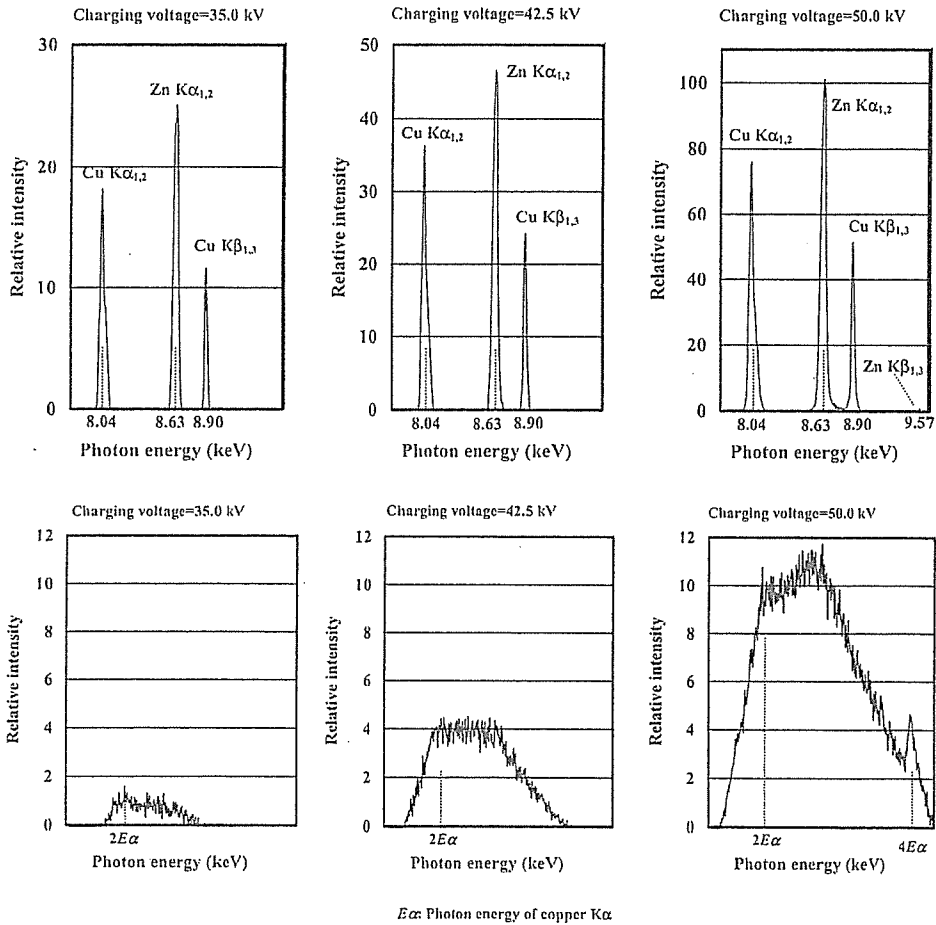 Charging voltage=35.0 kV
30
20
10
0
Relative intensity
Cu Kα1,2
Zn Kα1,2
Cu Kβ1,3
8.04 8.63 8.90
Photon energy (keV)
Charging voltage=42.5 kV
50
40
30
20
10
0
Relative intensity
Cu Kα1,2
Zn Kα1,2
Cu Kβ1,3
8.04 8.63 8.90
Photon energy (keV)
Charging voltage=50.0 kV
100
80
60
40
20
0
Relative intensity
Cu Kα1,2
Zn Kα1,2
Cu Kβ1,3
Zn Kβ1,3
8.04 8.63 8.90 9.57
Photon energy (keV)
Charging voltage=35.0 kV
12
10
8
6
4
2
0
Relative intensity
2Eα
Photon energy (keV)
Charging voltage=42.5 kV
12
10
8
6
4
2
0
Relative intensity
2Eα
Photon energy (keV)
Charging voltage=50.0 kV
12
10
8
6
4
2
0
Relative intensity
2Eα 4Eα
Photon energy (keV)
Eα: Photon energy of copper Kα